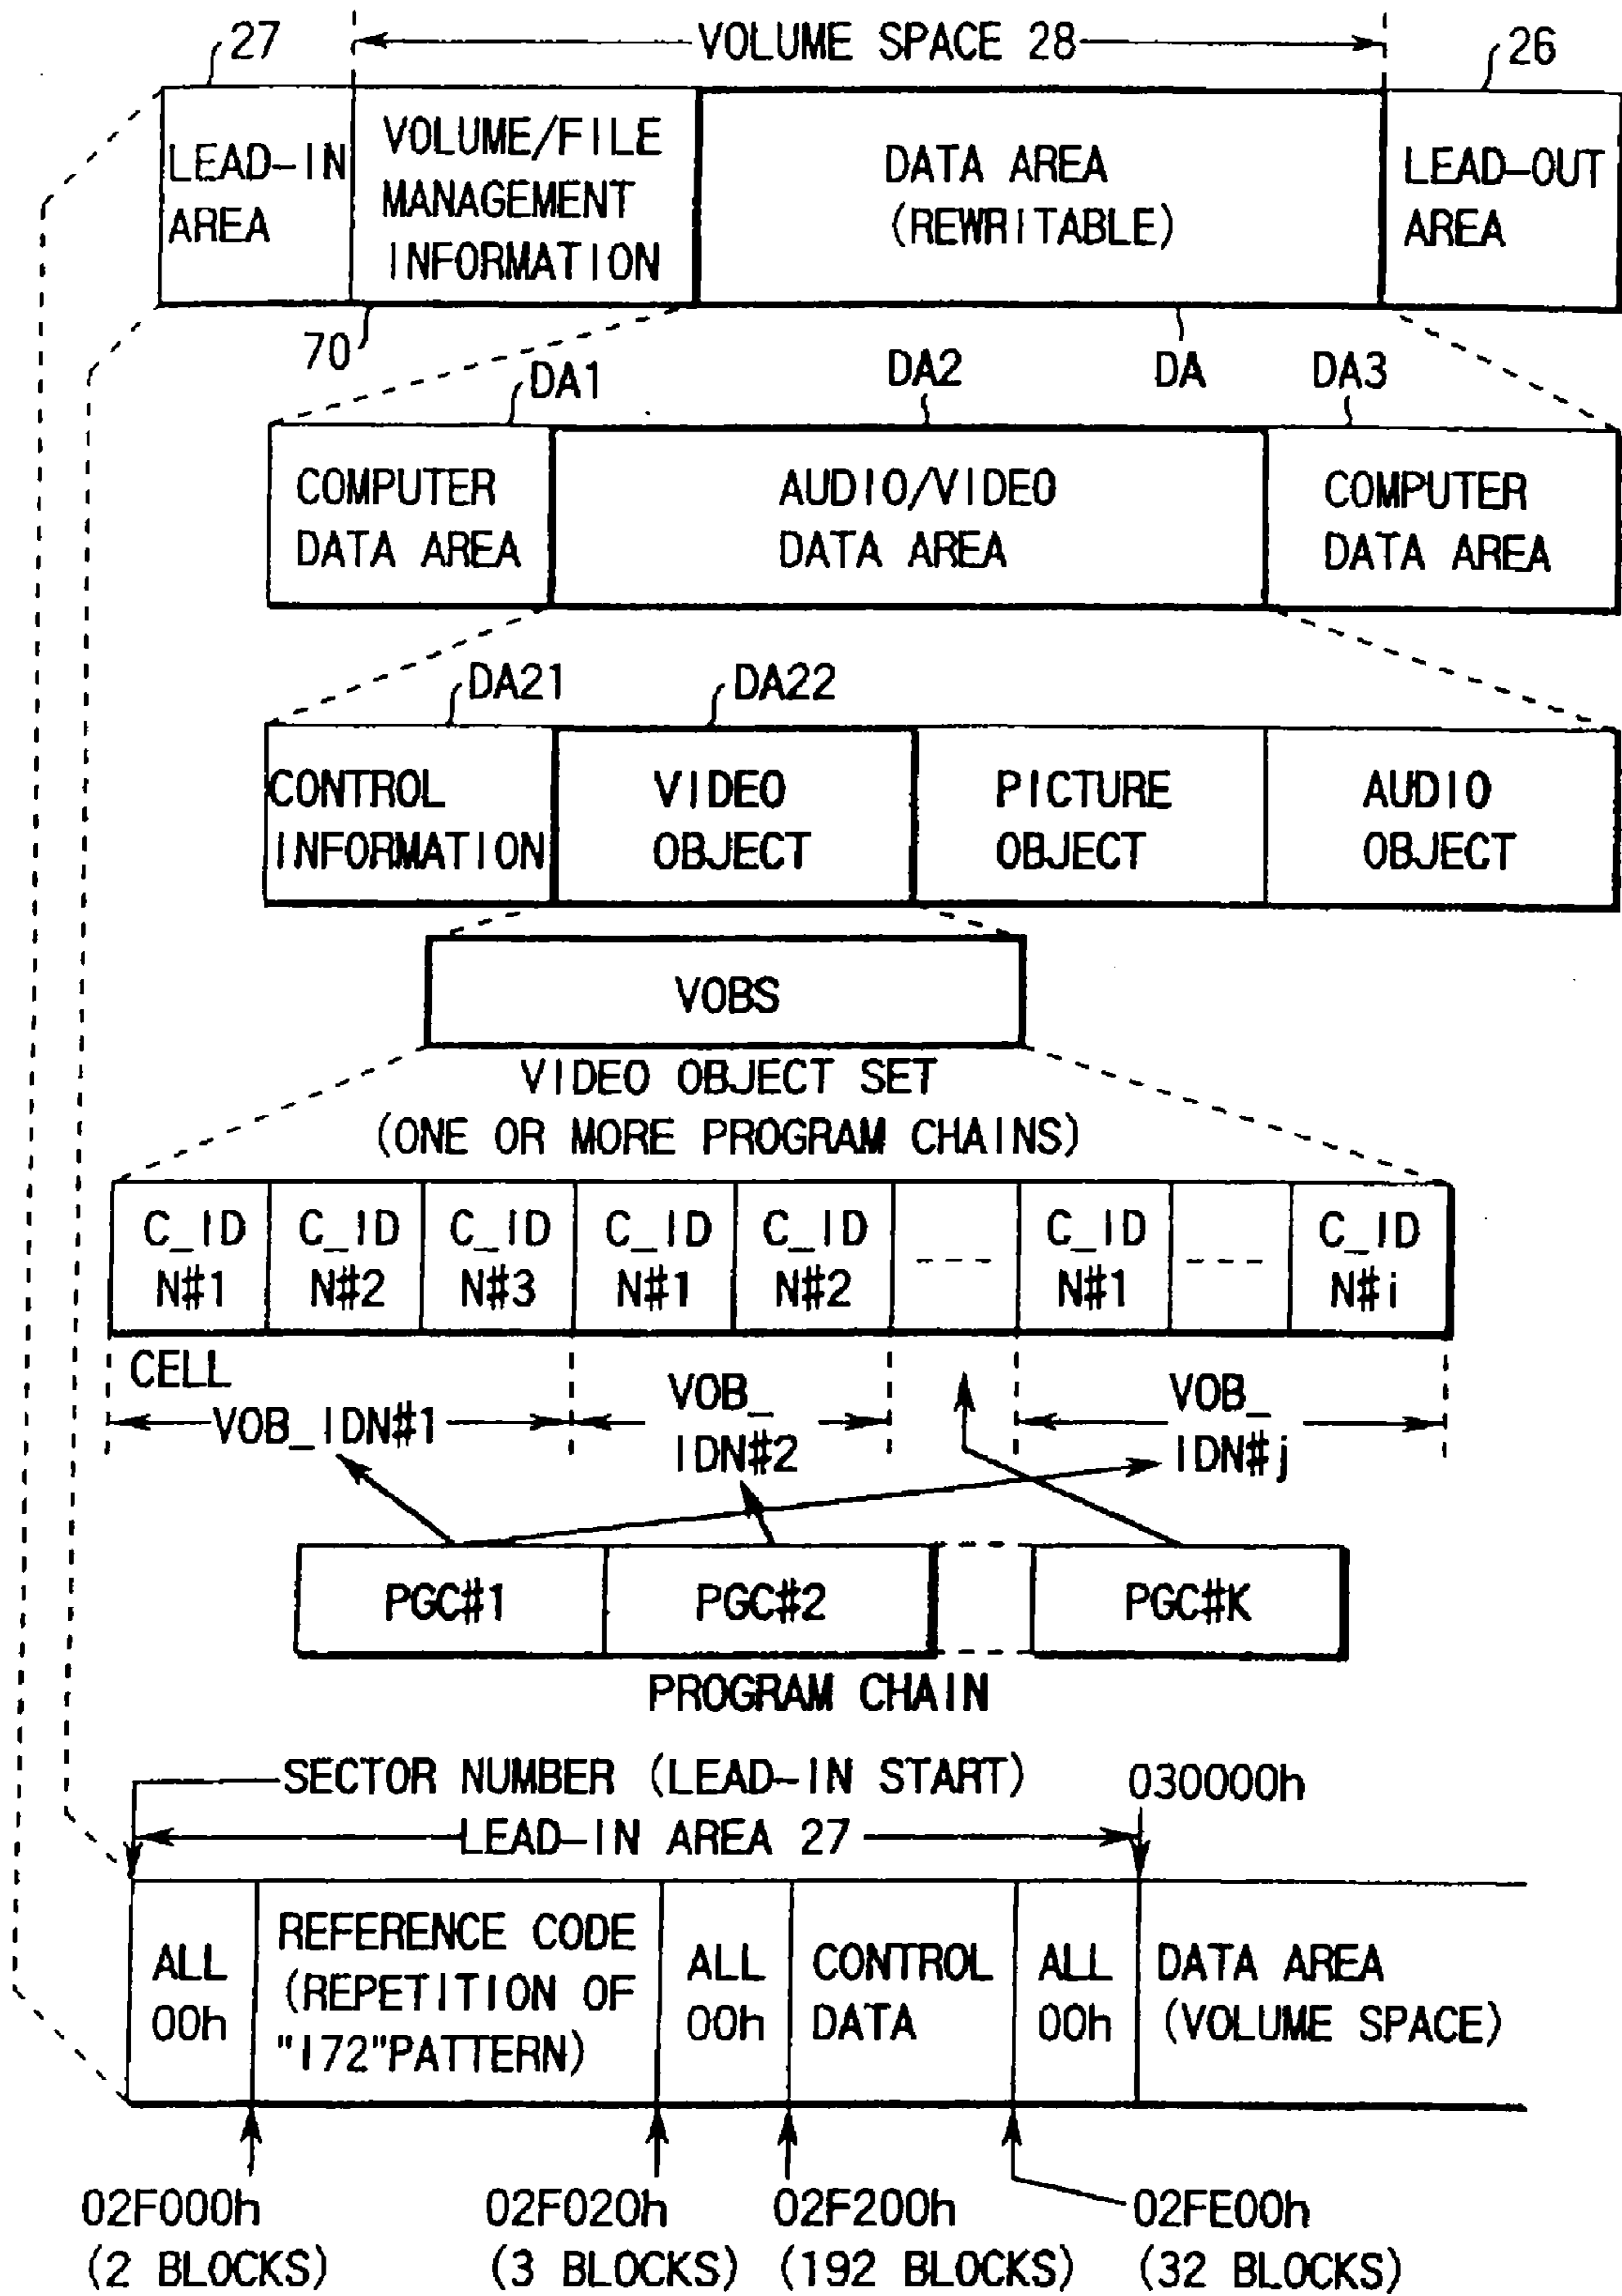 27
VOLUME SPACE 28
26
LEAD-IN
AREA
VOLUME/FILE
MANAGEMENT
INFORMATION
DATA AREA
(REWRITABLE)
LEAD-OUT
AREA
70
DA1
DA2
DA
DA3
COMPUTER
DATA AREA
AUDIO/VIDEO
DATA AREA
COMPUTER
DATA AREA
DA21
DA22
CONTROL
INFORMATION
VIDEO
OBJECT
PICTURE
OBJECT
AUDIO
OBJECT
VOBS
VIDEO OBJECT SET
(ONE OR MORE PROGRAM CHAINS)
C_ID
N#1
C_ID
N#2
C_ID
N#3
C_ID
N#1
C_ID
N#2
C_ID
N#1
C_ID
N#i
CELL
VOB_IDN#1
VOB_
IDN#2
VOB_
IDN#j
PGC#1
PGC#2
PGC#K
PROGRAM CHAIN
SECTOR NUMBER (LEAD-IN START)
030000h
LEAD-IN AREA 27
ALL
00h
REFERENCE CODE
(REPETITION OF
"172"PATTERN)
ALL
00h
CONTROL
DATA
ALL
00h
DATA AREA
(VOLUME SPACE)
02F000h
(2 BLOCKS)
02F020h
(3 BLOCKS)
02F200h
(192 BLOCKS)
02FE00h
(32 BLOCKS)